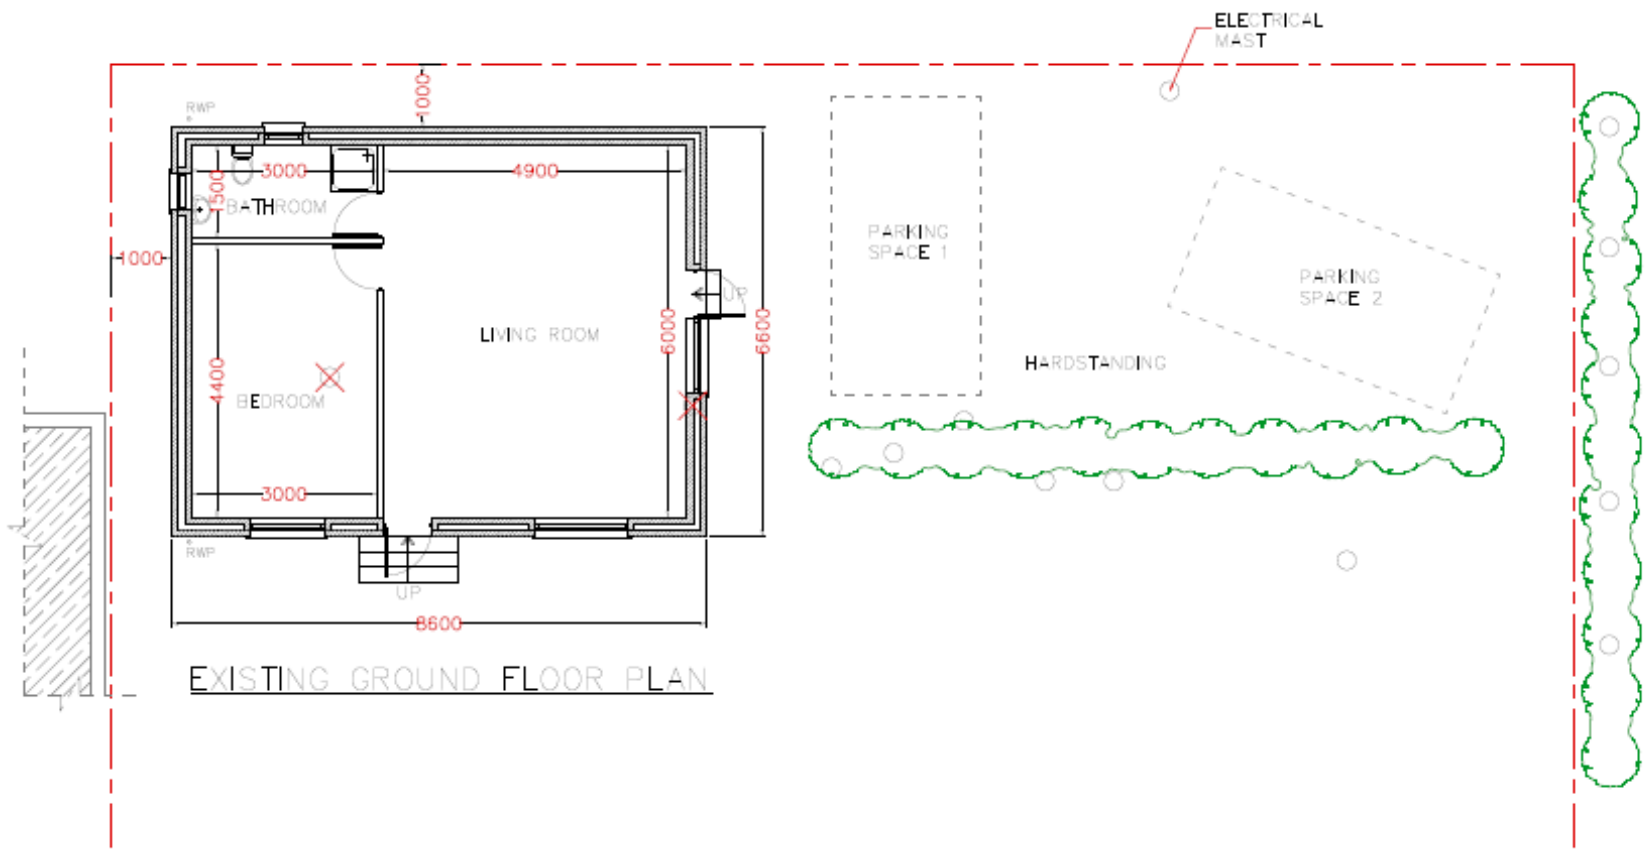 ELECTRICAL
MAST
1000
RWP
3000
4900
1500
BATHROOM
PARKING
SPACE 1
1000
PARKING
SPACE 2
UP
LIVING ROOM
6000
6600
HARDSTANDING
4400
BEDROOM
3000
RWP
UP
8600
EXISTING GROUND FLOOR PLAN